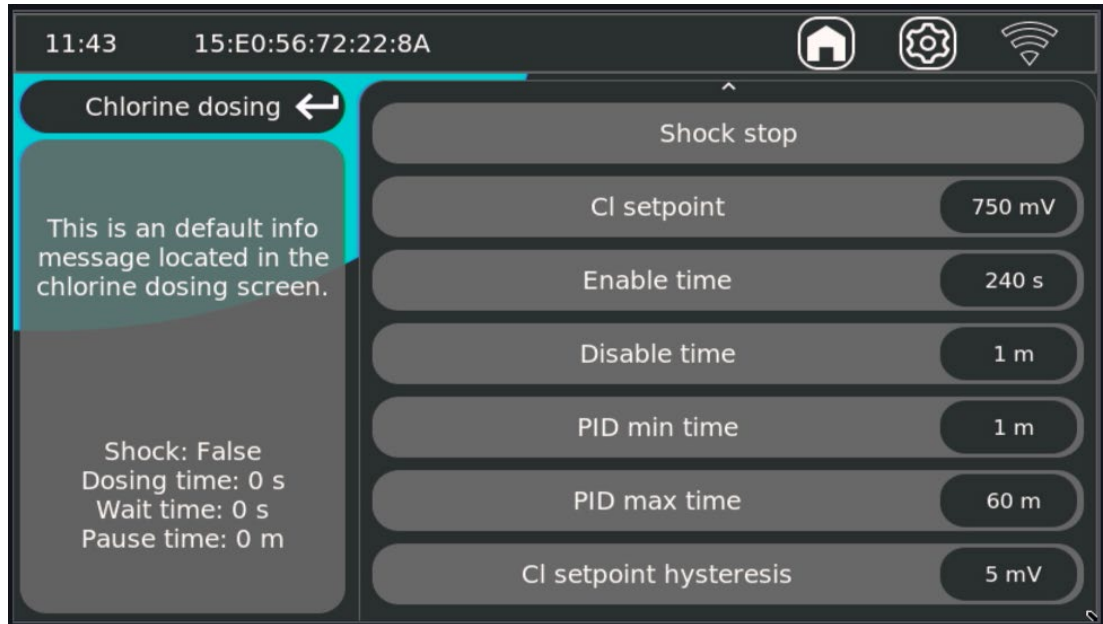 11:43 15:E0:56:72:22:8A
Chlorine dosing
This is an default info
message located in the
chlorine dosing screen.
Shock: False
Dosing time: 0 s
Wait time: 0 s
Pause time: 0 m
Shock stop
Cl setpoint 750 mV
Enable time 240 s
Disable time 1 m
PID min time 1 m
PID max time 60 m
Cl setpoint hysteresis 5 mV